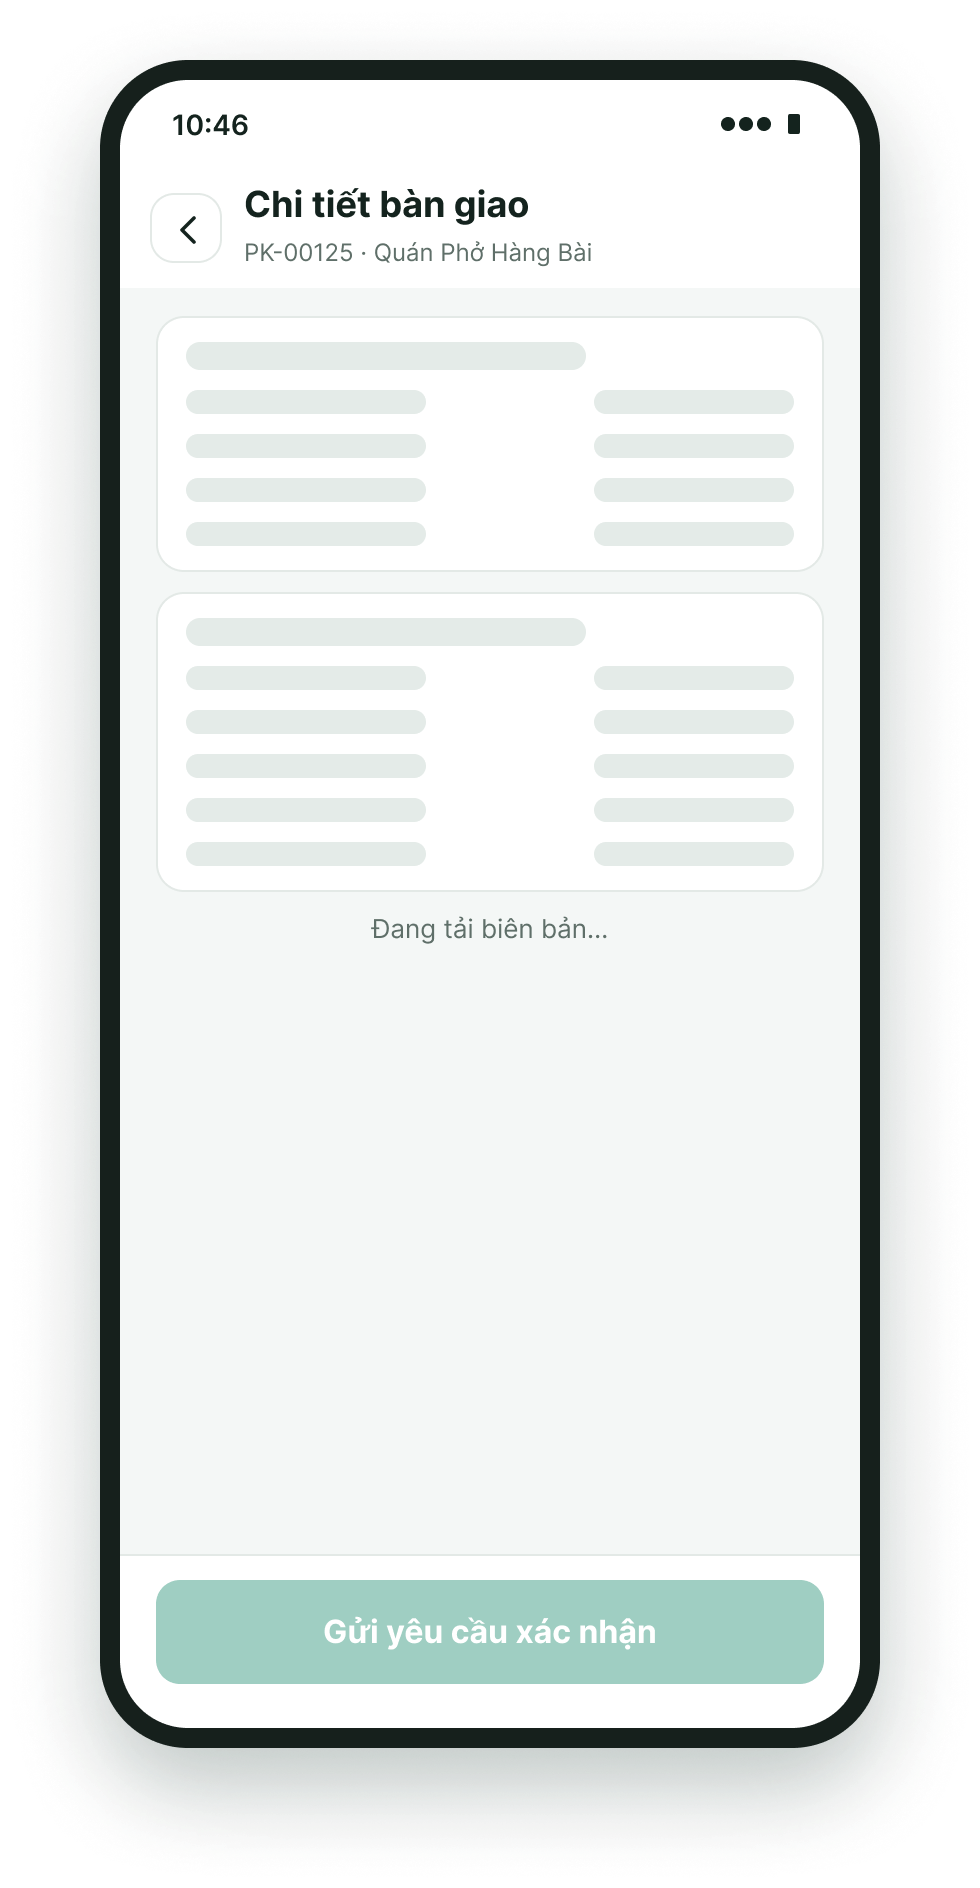 10:46
Chi tiết bàn giao
PK-00125 · Quán Phở Hàng Bài
Đang tải biên bản...
Gửi yêu cầu xác nhận